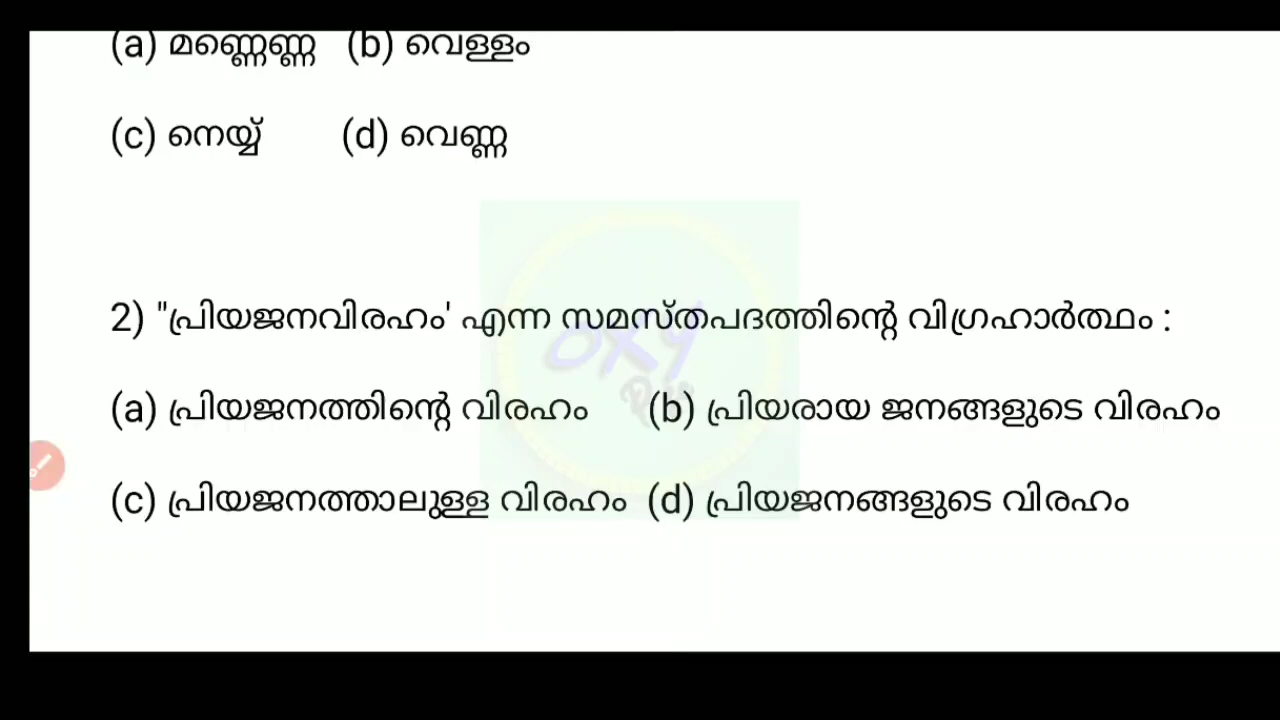 (a) മണ്ണെണ്ണ (b) വെള്ളം
(c) നെയ്യ് (d) വെണ്ണ
2) "പ്രിയജനവിരഹം' എന്ന സമസ്തപദത്തിന്റെ വിഗ്രഹാർത്ഥം :
(a) പ്രിയജനത്തിന്റെ വിരഹം (b) പ്രിയരായ ജനങ്ങളുടെ വിരഹം
(c) പ്രിയജനത്താലുള്ള വിരഹം (d) പ്രിയജനങ്ങളുടെ വിരഹം